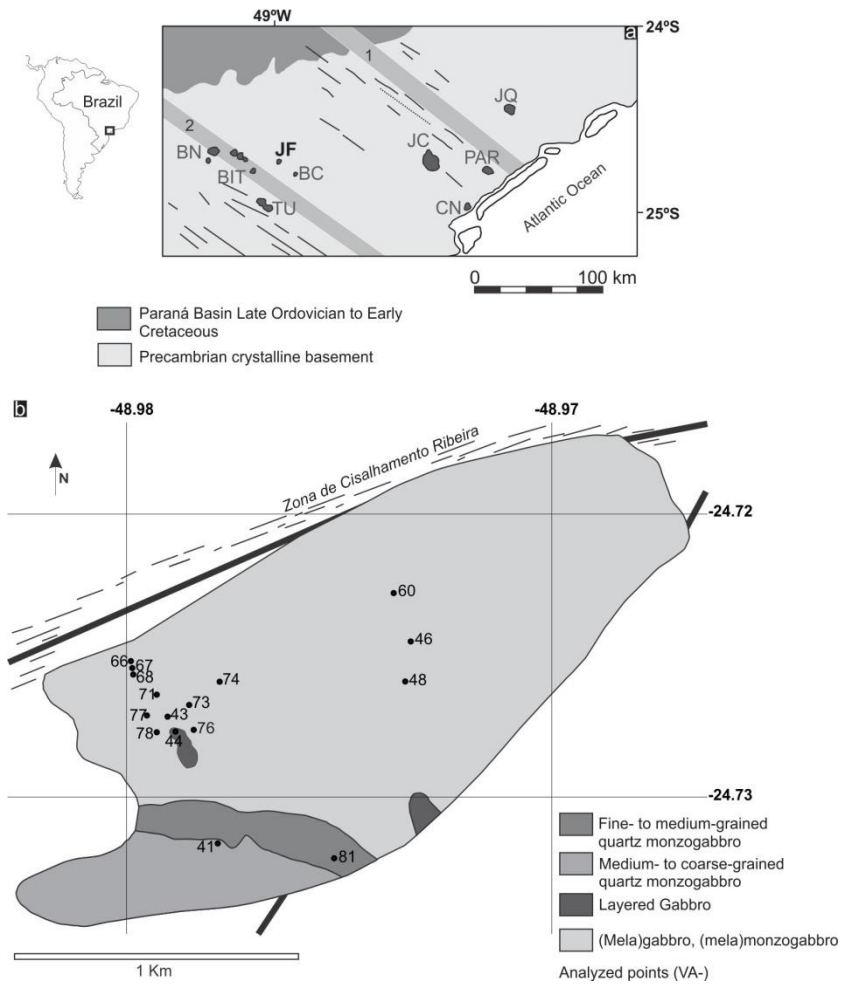 49ºW
24ºS
a
1
Brazil
JQ
2
BN
JF
JC
PAR
BIT
BC
TU
CN
Atlantic Ocean
25ºS
0 100 km
Paraná Basin Late Ordovician to Early
Cretaceous
Precambrian crystalline basement
b
-48.98
-48.97
N
Zona de Cisalhamento Ribeira
-24.72
60
46
66
67
68
74
48
71
73
77
43
78
44
76
-24.73
41
81
Fine- to medium-grained
quartz monzogabbro
Medium- to coarse-grained
quartz monzogabbro
Layered Gabbro
(Mela)gabbro, (mela)monzogabbro
Analyzed points (VA-)
1 Km